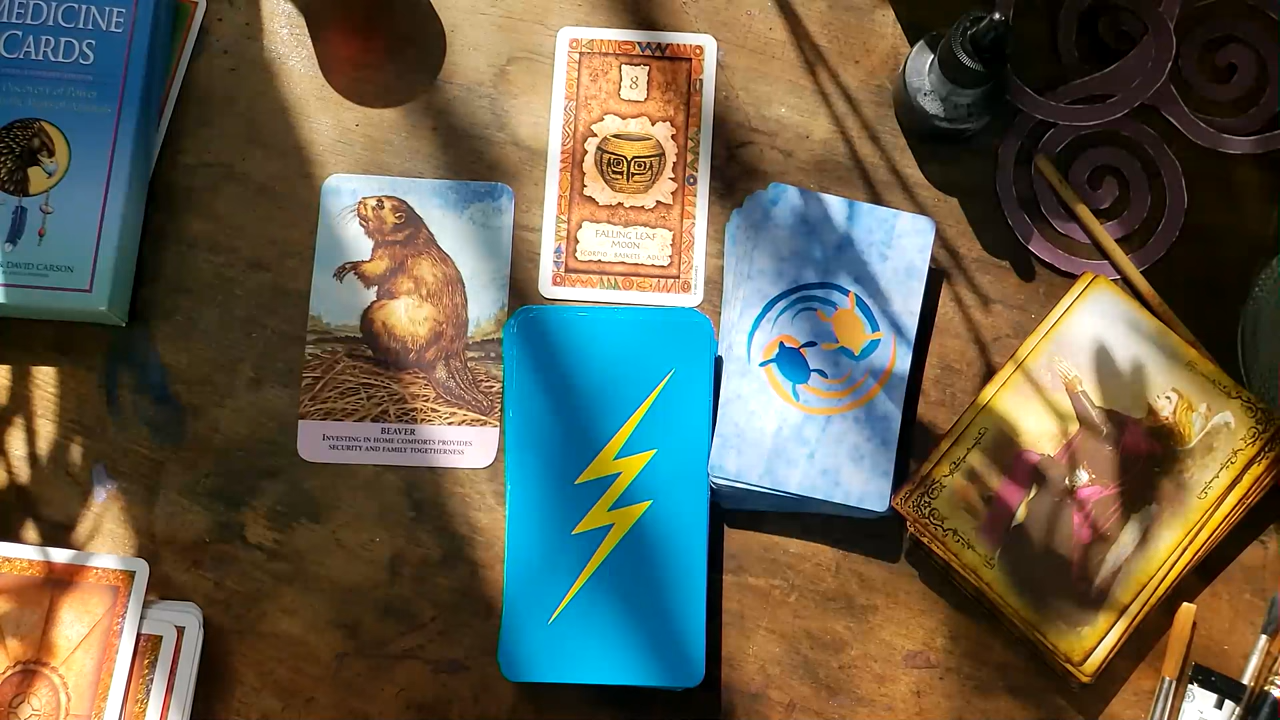 MEDICINE
CARDS
& DAVID CARSON
8
FALLING LEAF
MOON
SCORPIO · BASKETS · ADULT
BEAVER
INVESTING IN HOME COMFORTS PROVIDES
SECURITY AND FAMILY TOGETHERNESS